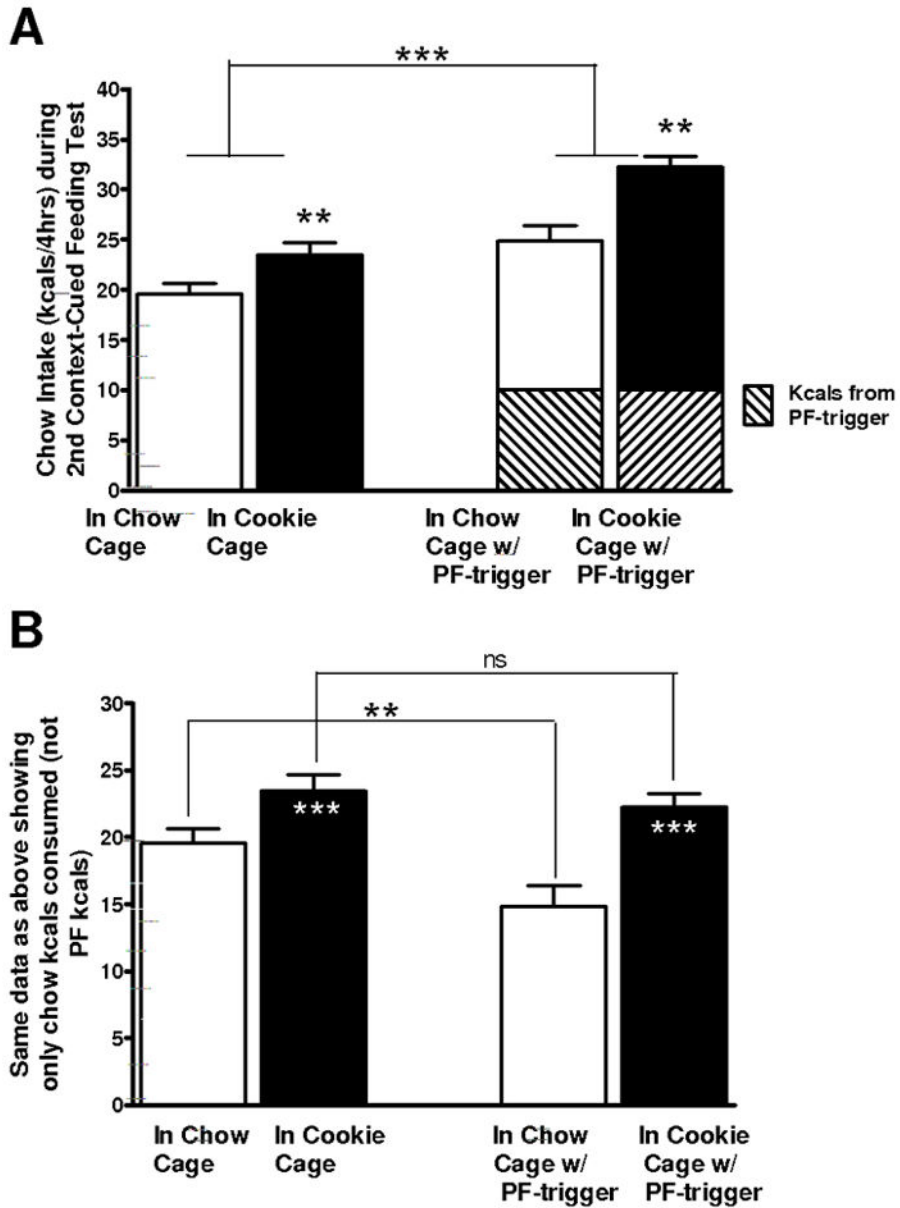 A
***
Chow Intake (kcals/4hrs) during
2nd Context-Cued Feeding Test
40
35
30
25
20
15
10
5
0
**
**
Kcals from
PF-trigger
In Chow
Cage
In Cookie
Cage
In Chow
Cage w/
PF-trigger
In Cookie
Cage w/
PF-trigger
B
ns
**
Same data as above showing
only chow kcals consumed (not
PF kcals)
30
25
20
15
10
5
0
***
***
In Chow
Cage
In Cookie
Cage
In Chow
Cage w/
PF-trigger
In Cookie
Cage w/
PF-trigger